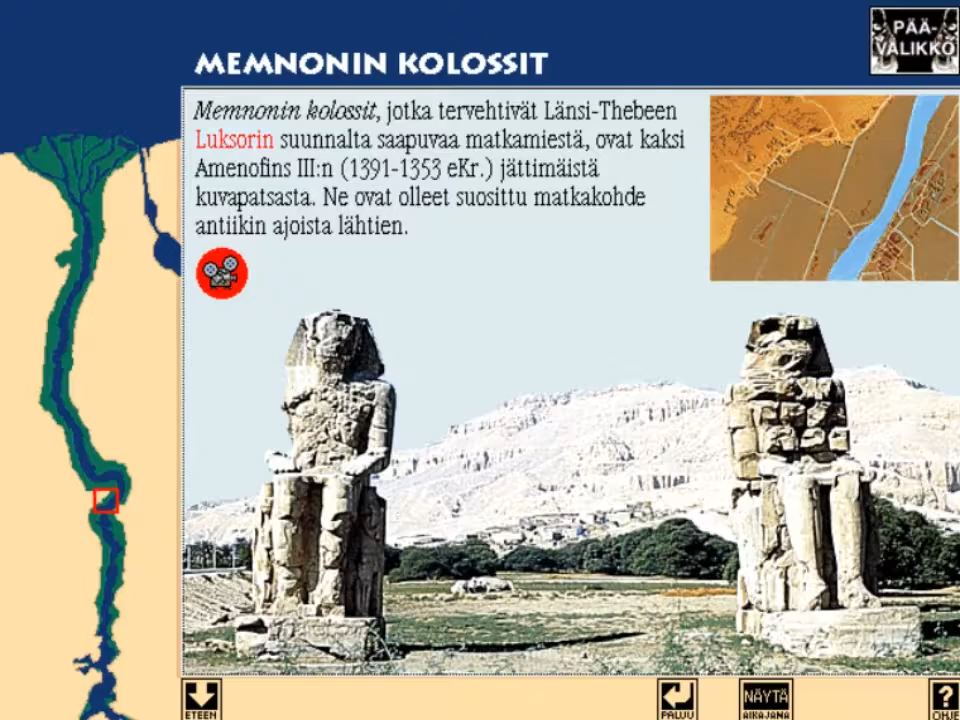 PÄÄ-
VALIKKO
MEMNONIN KOLOSSIT
Memnonin kolossit, jotka tervehtivät Länsi-Thebeen
Luksorin suunnalta saapuvaa matkamiestä, ovat kaksi
Amenofins III:n (1391-1353 eKr.) jättimäistä
kuvapatsasta. Ne ovat olleet suosittu matkakohde
antiikin ajoista lähtien.
ETEEN
PALUU
NÄYTÄ
AIKAJANA
?
OHJE